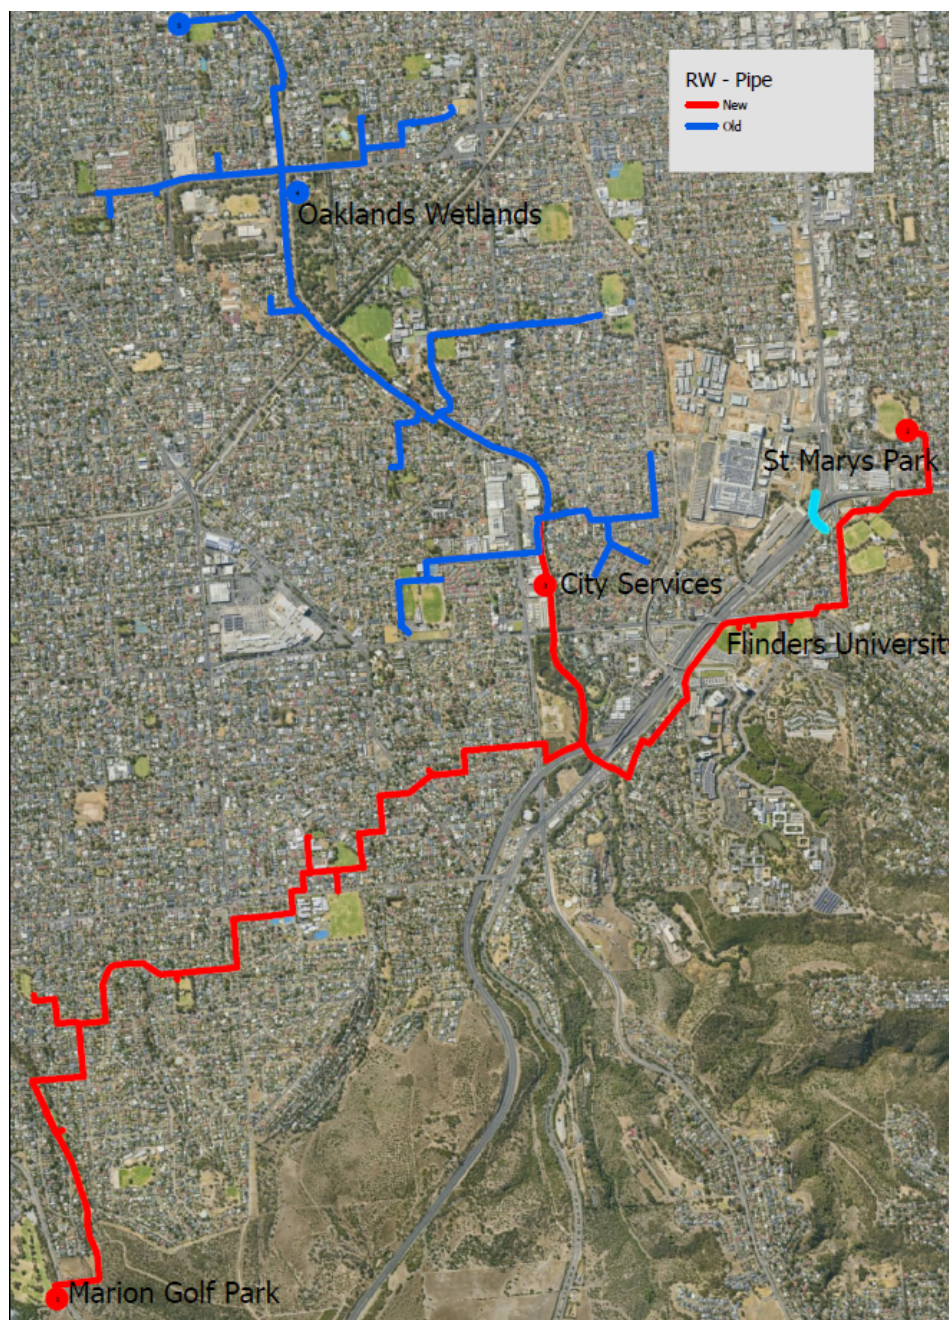 RW - Pipe
New
Old
Oaklands Wetlands
St Marys Park
City Services
Flinders Universit
Marion Golf Park